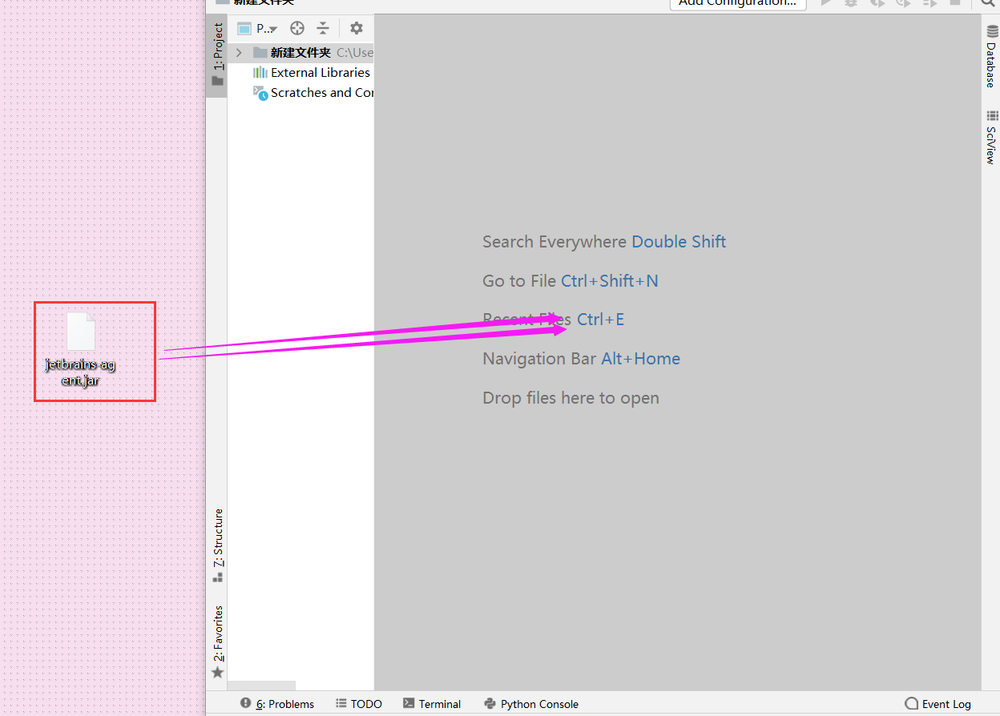 新建文件夹
Add Configuration...
1: Project
P...
新建文件夹 C:\Use
External Libraries
Scratches and Cor
Database
SciView
Search Everywhere Double Shift
Go to File Ctrl+Shift+N
Recent Files Ctrl+E
Navigation Bar Alt+Home
Drop files here to open
jetbrains-ag
ent.jar
7: Structure
2: Favorites
6: Problems
TODO
Terminal
Python Console
Event Log